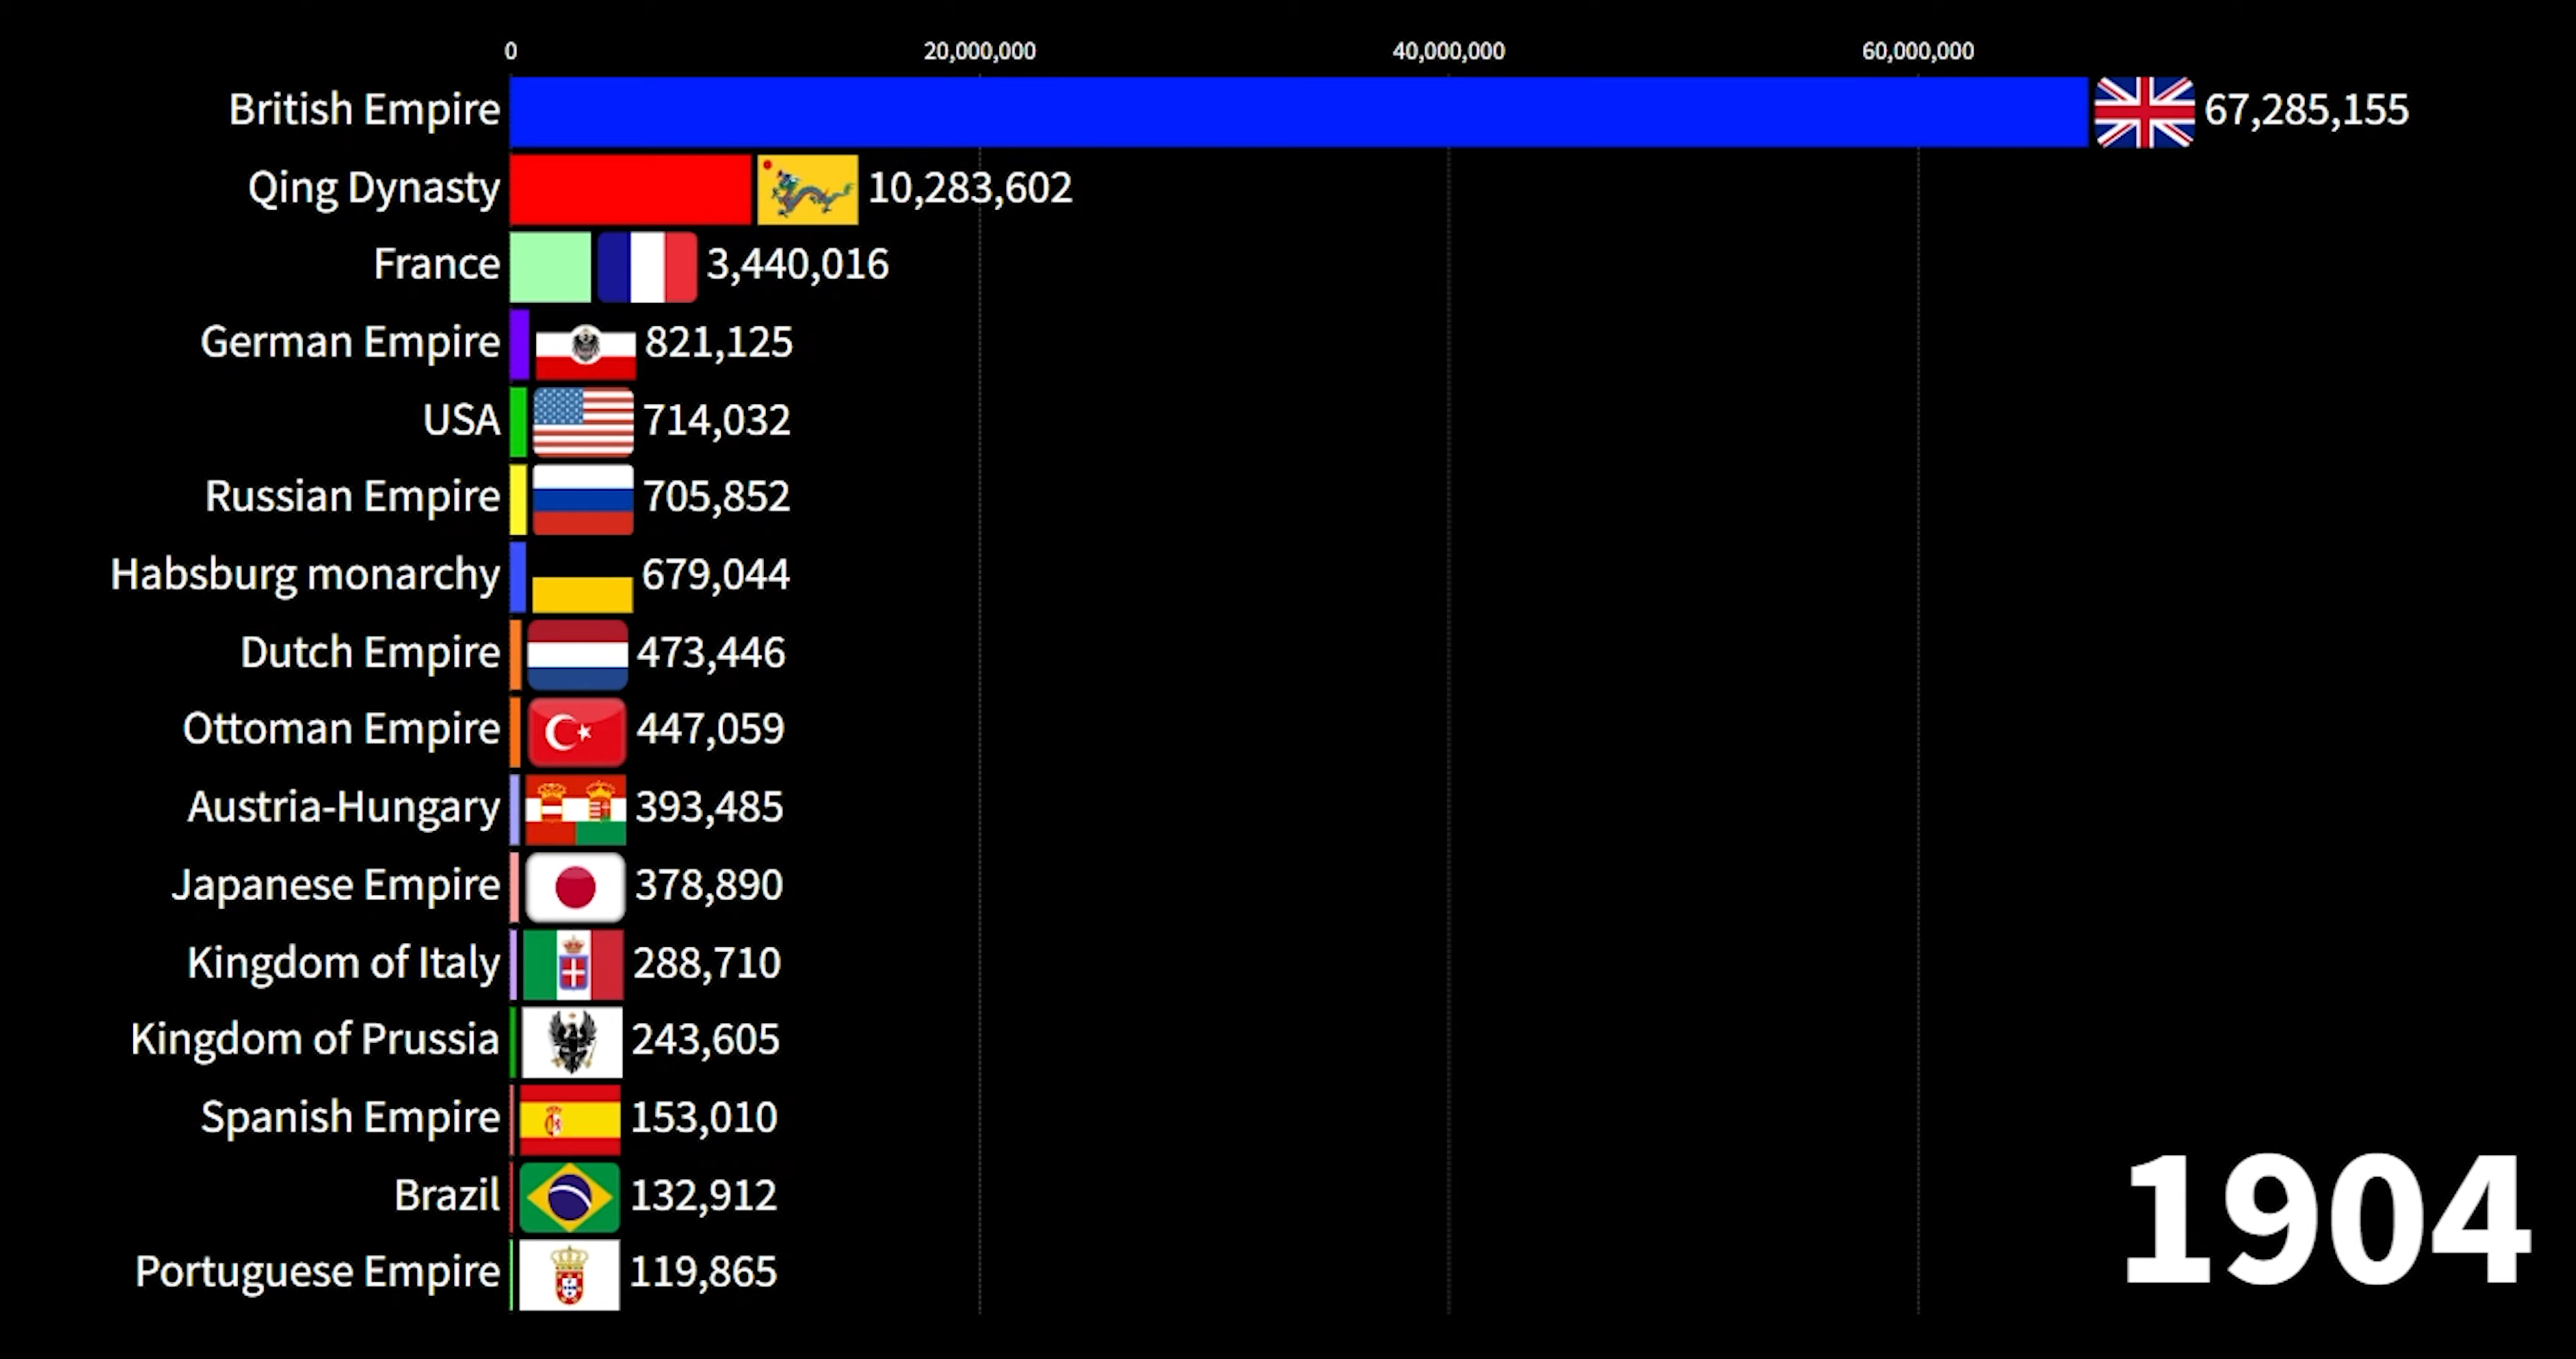 0 20,000,000 40,000,000 60,000,000
British Empire 67,285,155
Qing Dynasty 10,283,602
France 3,440,016
German Empire 821,125
USA 714,032
Russian Empire 705,852
Habsburg monarchy 679,044
Dutch Empire 473,446
Ottoman Empire 447,059
Austria-Hungary 393,485
Japanese Empire 378,890
Kingdom of Italy 288,710
Kingdom of Prussia 243,605
Spanish Empire 153,010
Brazil 132,912
Portuguese Empire 119,865
1904